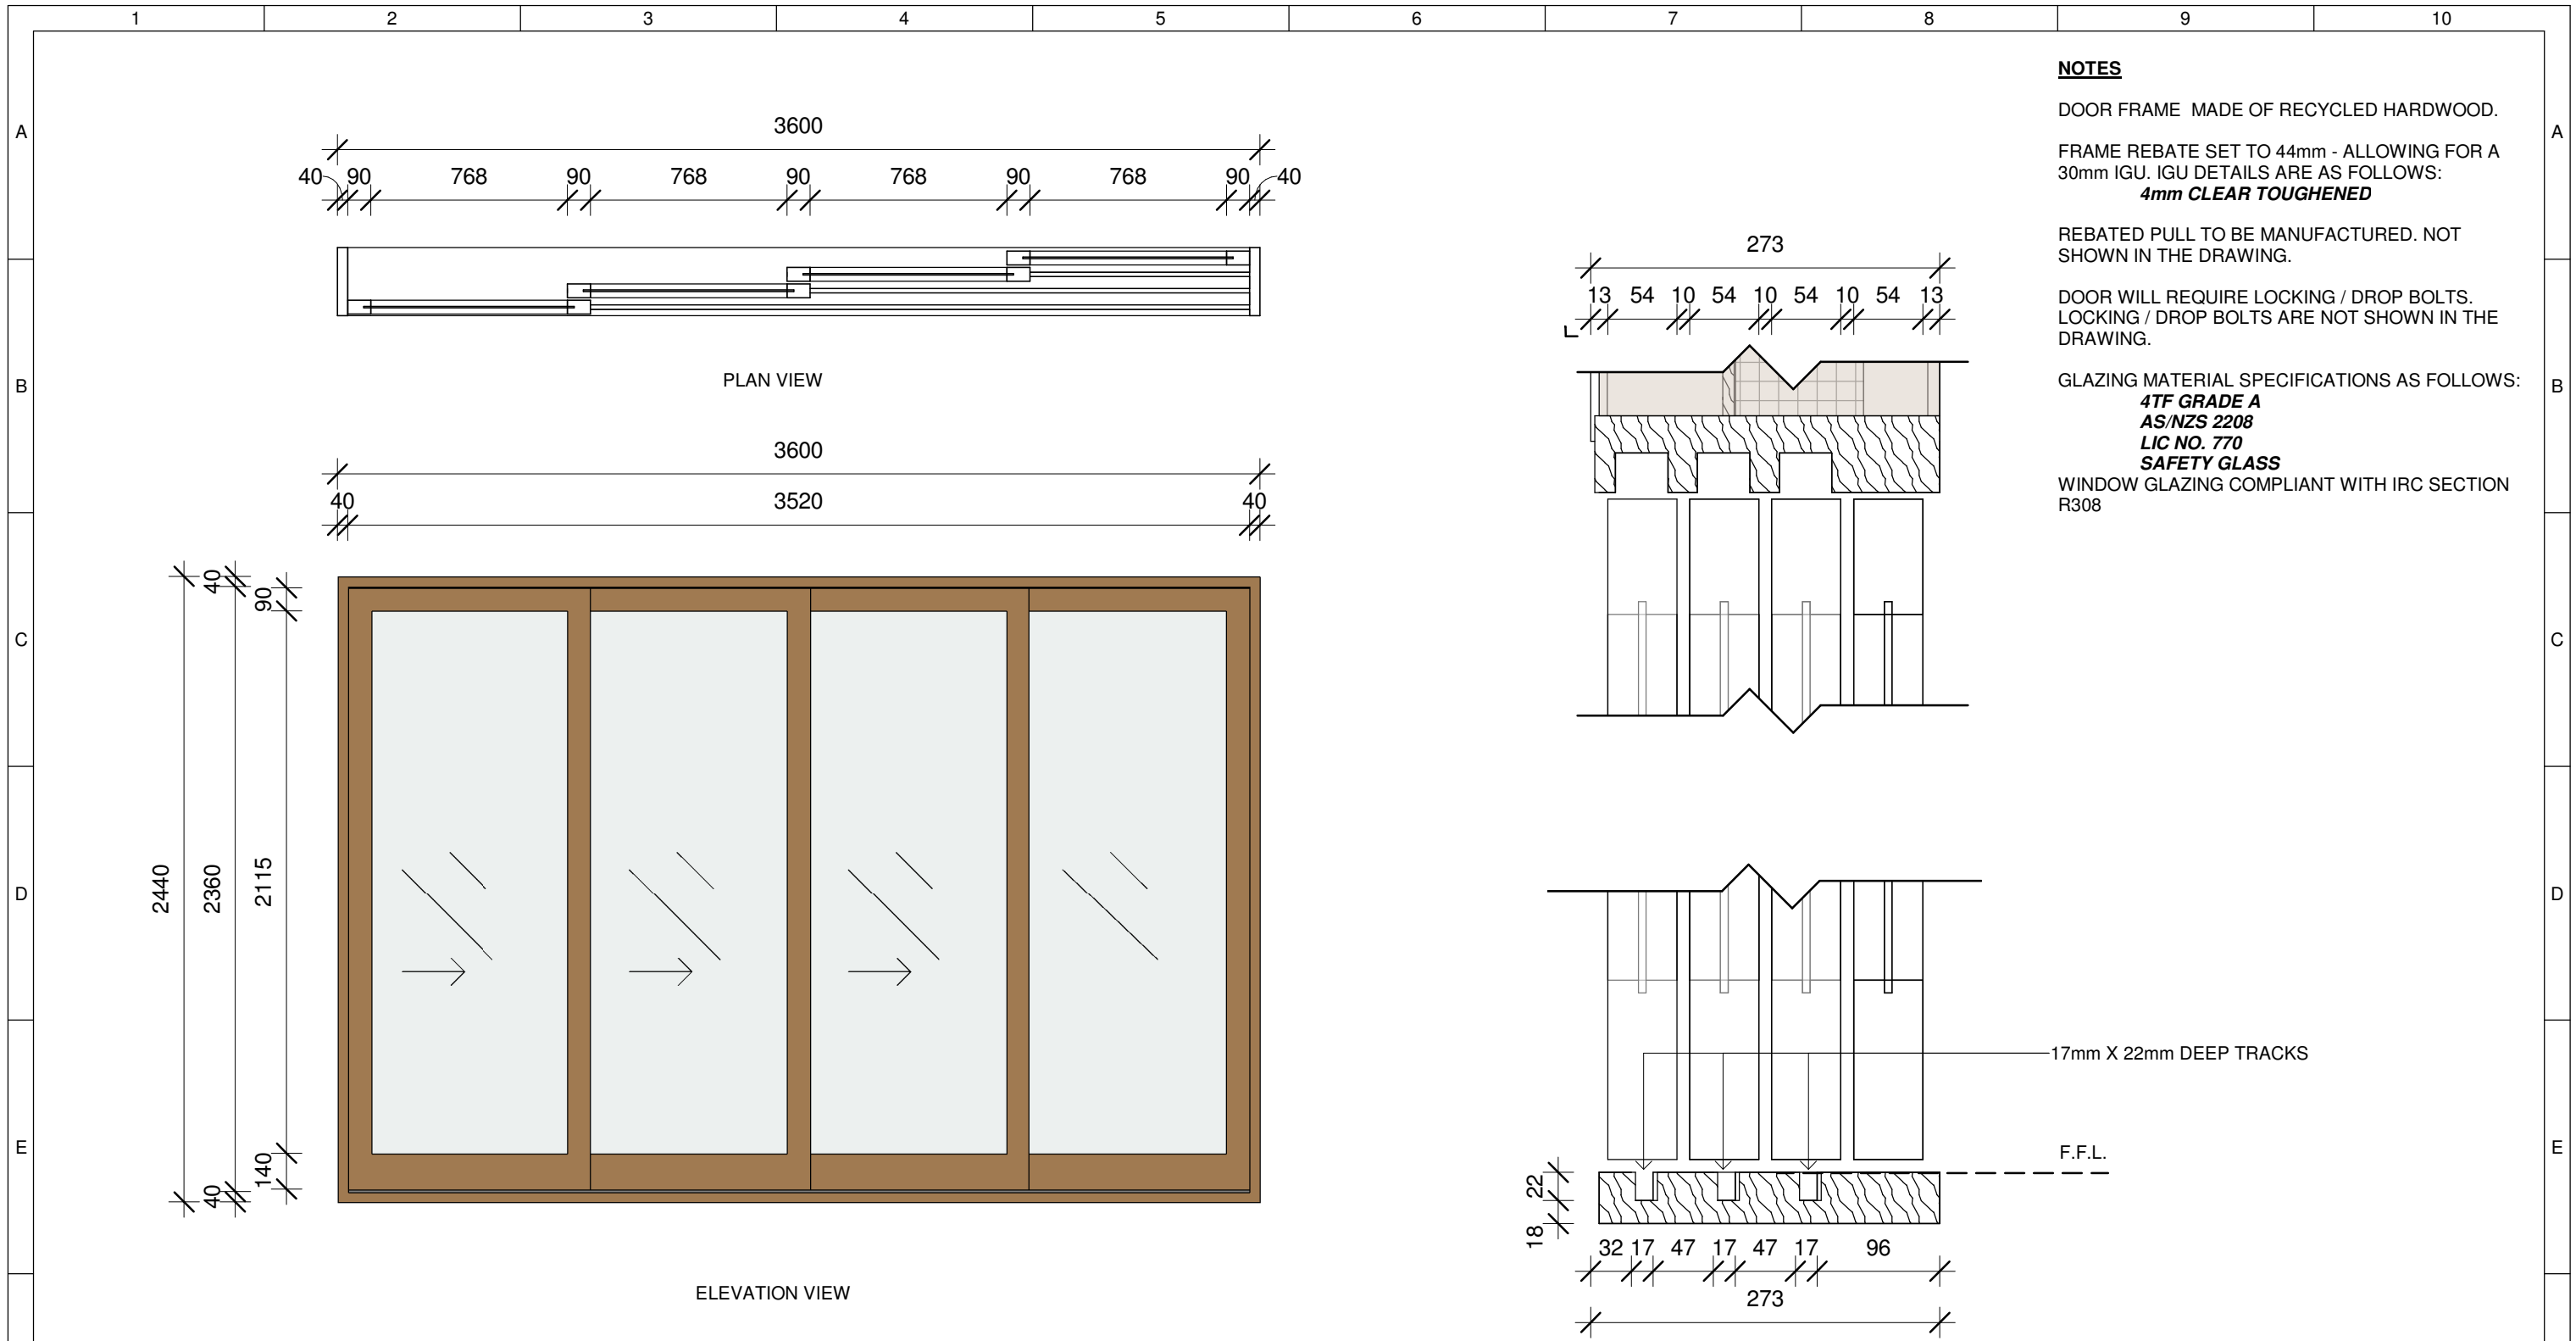 1 2 3 4 5 6 7 8 9 10
A
B
C
D
E
3600
40 90 768 90 768 90 768 90 768 90 40
PLAN VIEW
3600
40 3520 40
2440
40
2360
40
90
2115
140
ELEVATION VIEW
273
13 54 10 54 10 54 10 54 13
17mm X 22mm DEEP TRACKS
F.F.L.
22
18
32 17 47 17 47 17 96
273
NOTES
DOOR FRAME MADE OF RECYCLED HARDWOOD.
FRAME REBATE SET TO 44mm - ALLOWING FOR A
30mm IGU. IGU DETAILS ARE AS FOLLOWS:
4mm CLEAR TOUGHENED
REBATED PULL TO BE MANUFACTURED. NOT
SHOWN IN THE DRAWING.
DOOR WILL REQUIRE LOCKING / DROP BOLTS.
LOCKING / DROP BOLTS ARE NOT SHOWN IN THE
DRAWING.
GLAZING MATERIAL SPECIFICATIONS AS FOLLOWS:
4TF GRADE A
AS/NZS 2208
LIC NO. 770
SAFETY GLASS
WINDOW GLAZING COMPLIANT WITH IRC SECTION
R308
A
B
C
D
E